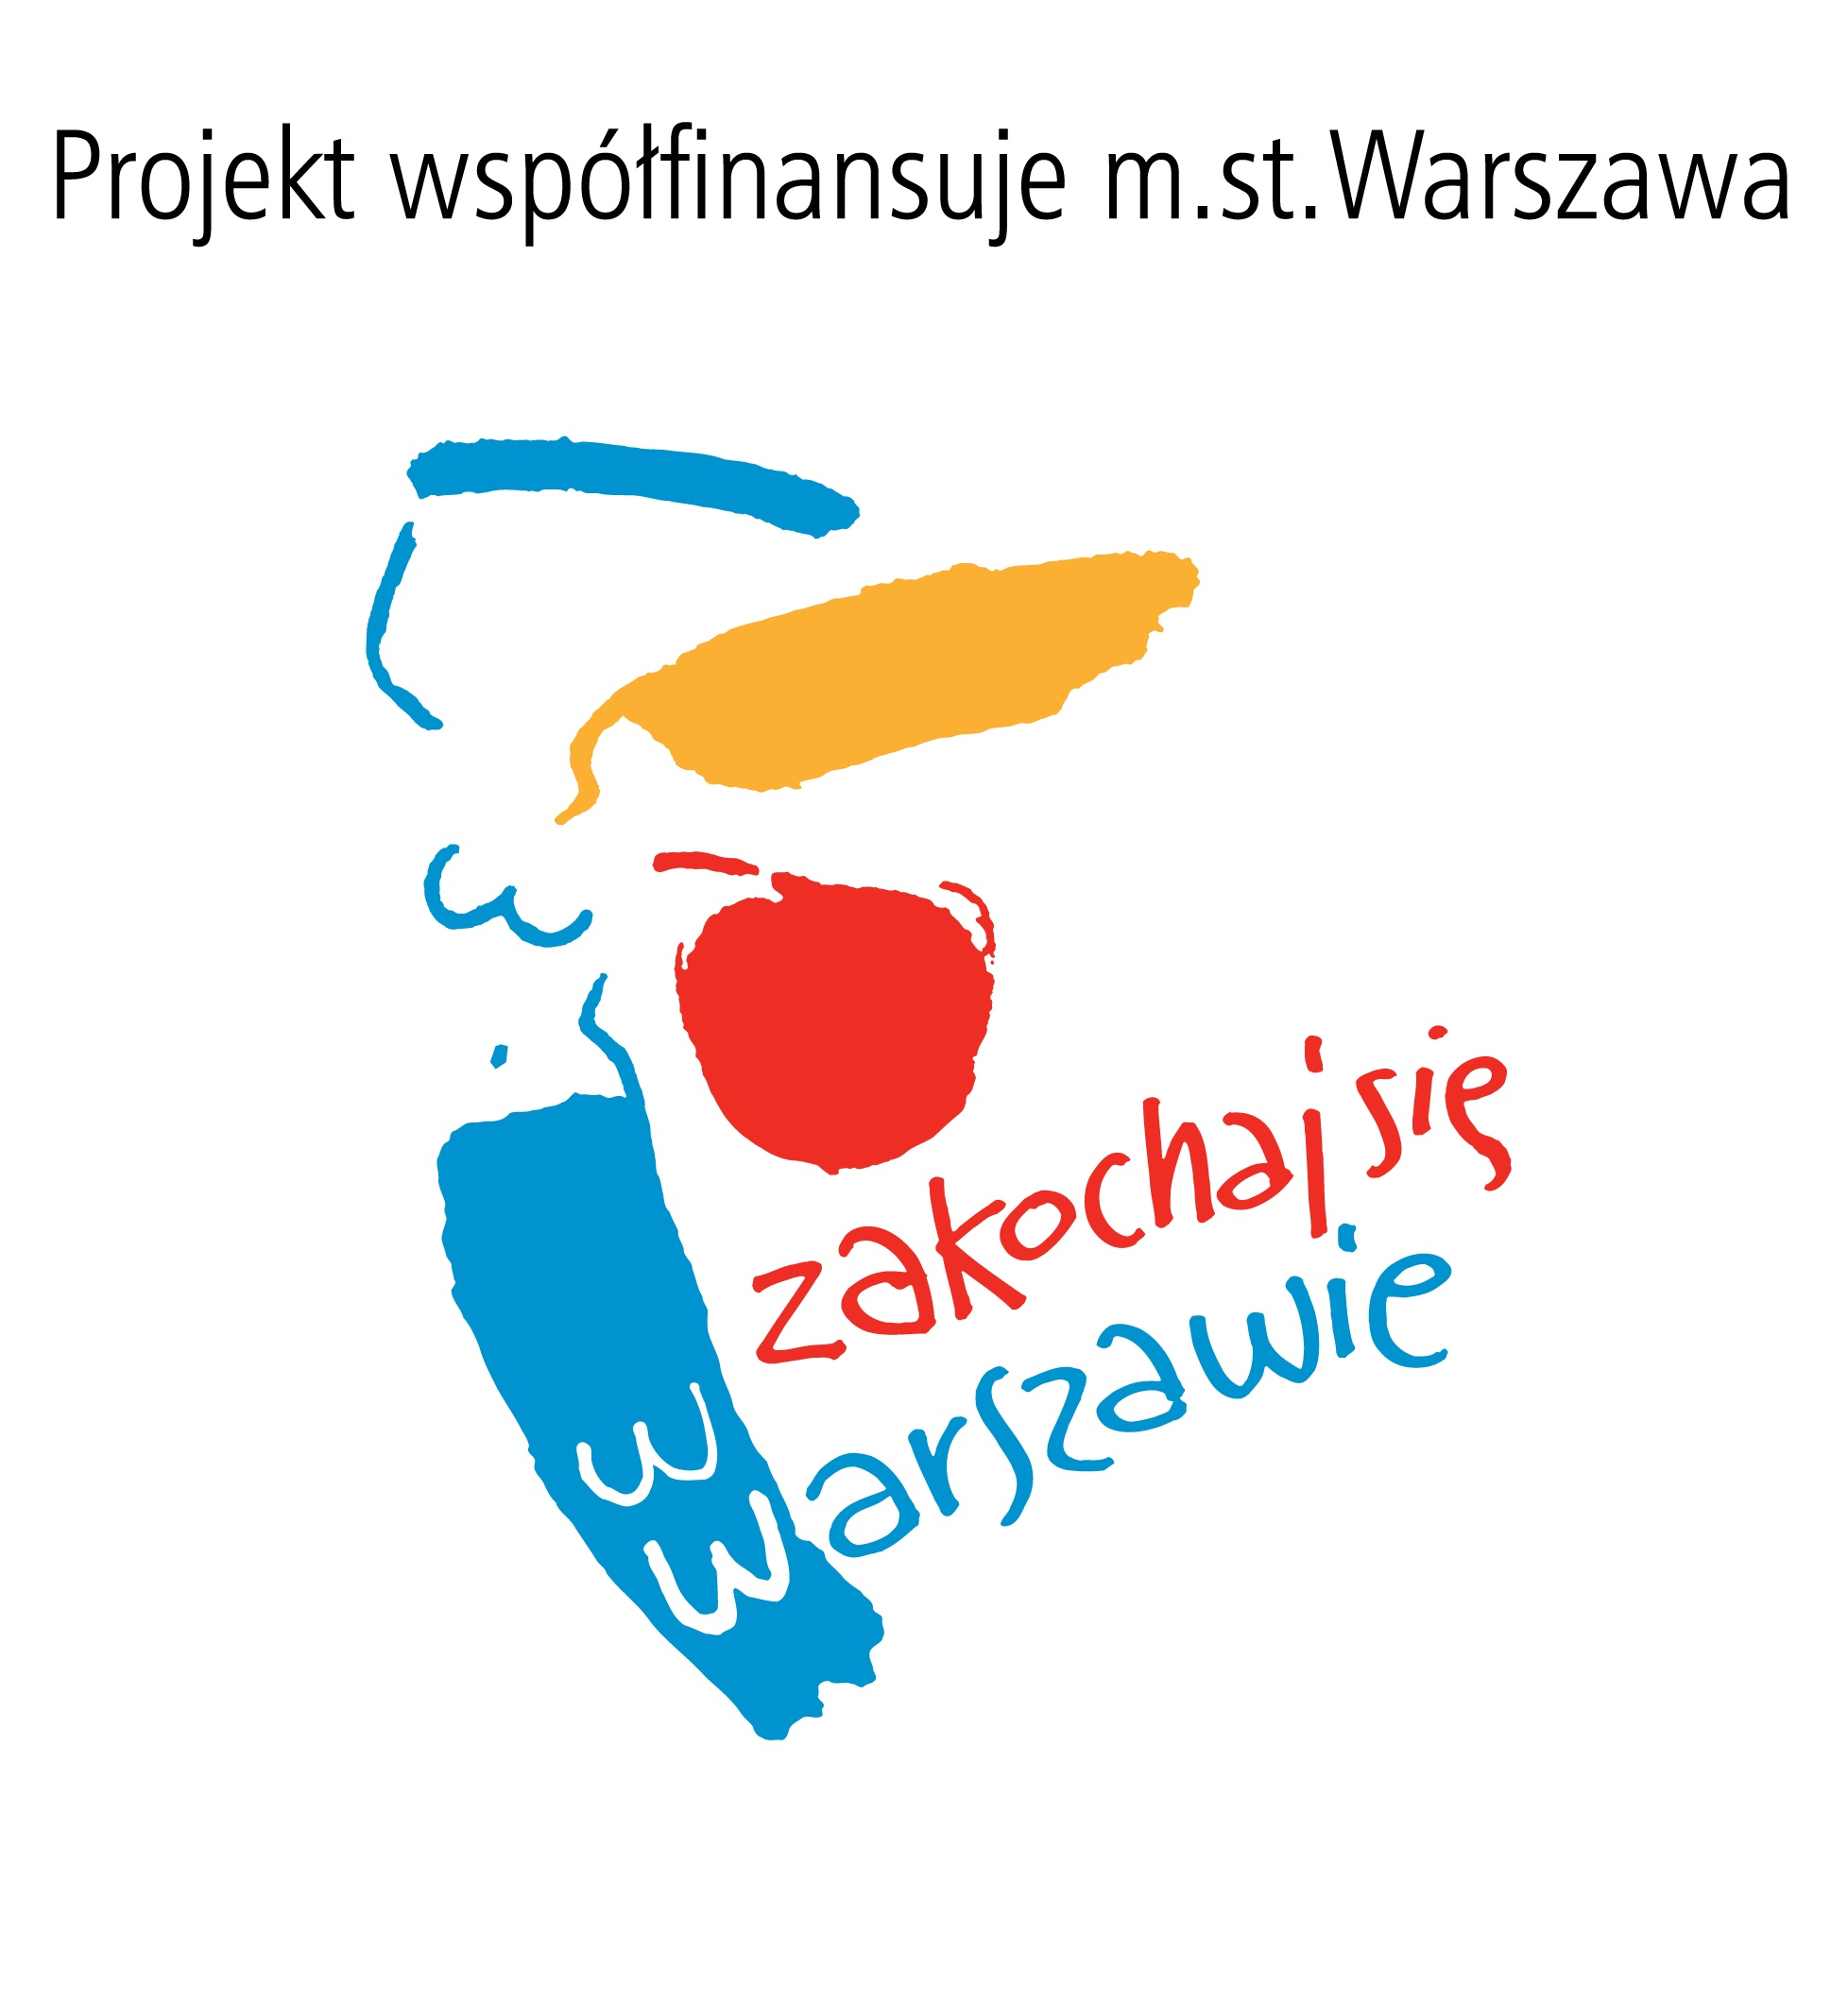 Projekt współfinansuje m.st.Warszawa
zakochaj się
w
warszawie